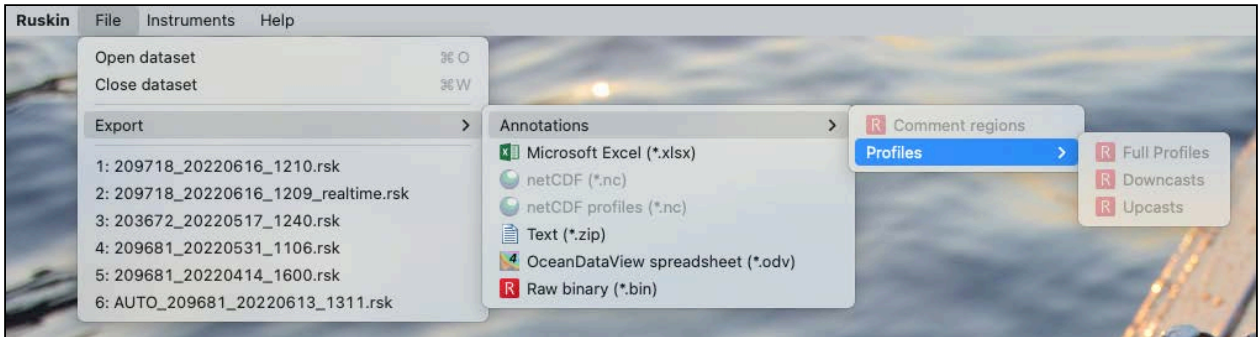 Ruskin File Instruments Help
Open dataset ⌘O
Close dataset ⌘W
Export >
1: 209718_20220616_1210.rsk
2: 209718_20220616_1209_realtime.rsk
3: 203672_20220517_1240.rsk
4: 209681_20220531_1106.rsk
5: 209681_20220414_1600.rsk
6: AUTO_209681_20220613_1311.rsk
Annotations >
Microsoft Excel (*.xlsx)
netCDF (*.nc)
netCDF profiles (*.nc)
Text (*.zip)
OceanDataView spreadsheet (*.odv)
R Raw binary (*.bin)
R Comment regions
Profiles >
R Full Profiles
R Downcasts
R Upcasts